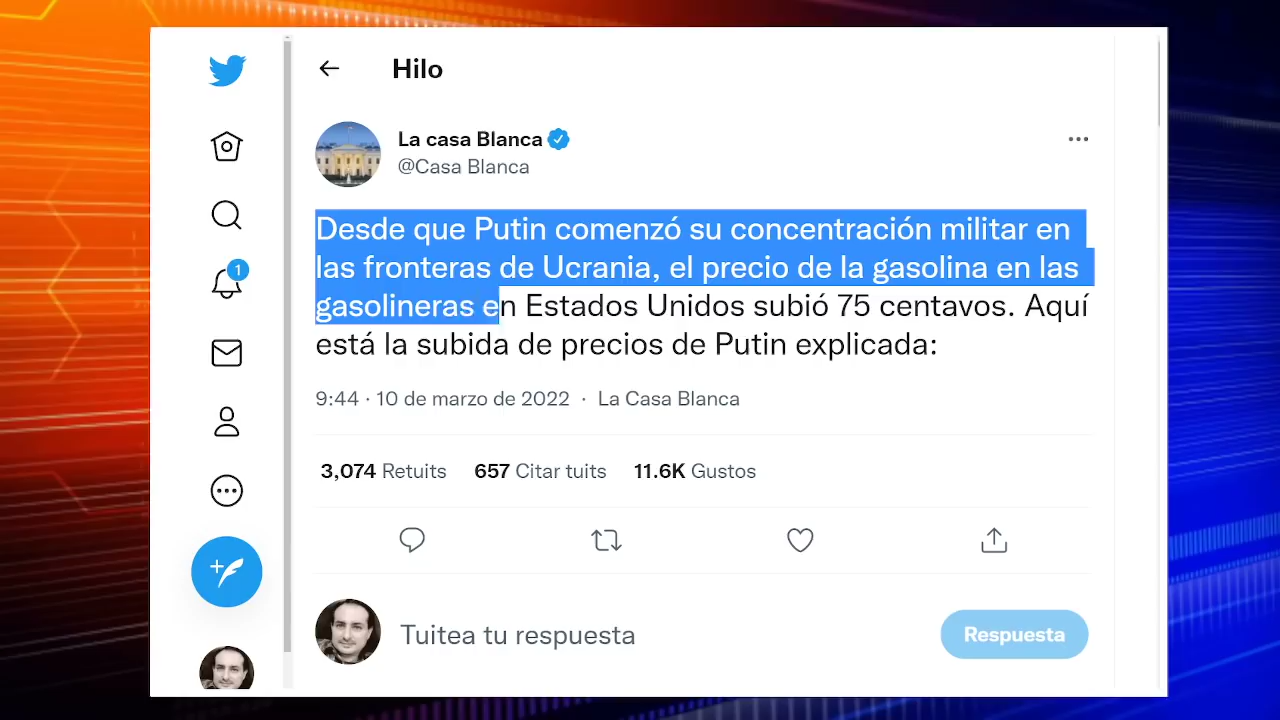 Hilo
La casa Blanca
@Casa Blanca
Desde que Putin comenzó su concentración militar en
las fronteras de Ucrania, el precio de la gasolina en las
gasolineras en Estados Unidos subió 75 centavos. Aquí
está la subida de precios de Putin explicada:
9:44 · 10 de marzo de 2022 · La Casa Blanca
3,074 Retuits 657 Citar tuits 11.6K Gustos
1
Tuitea tu respuesta
Respuesta